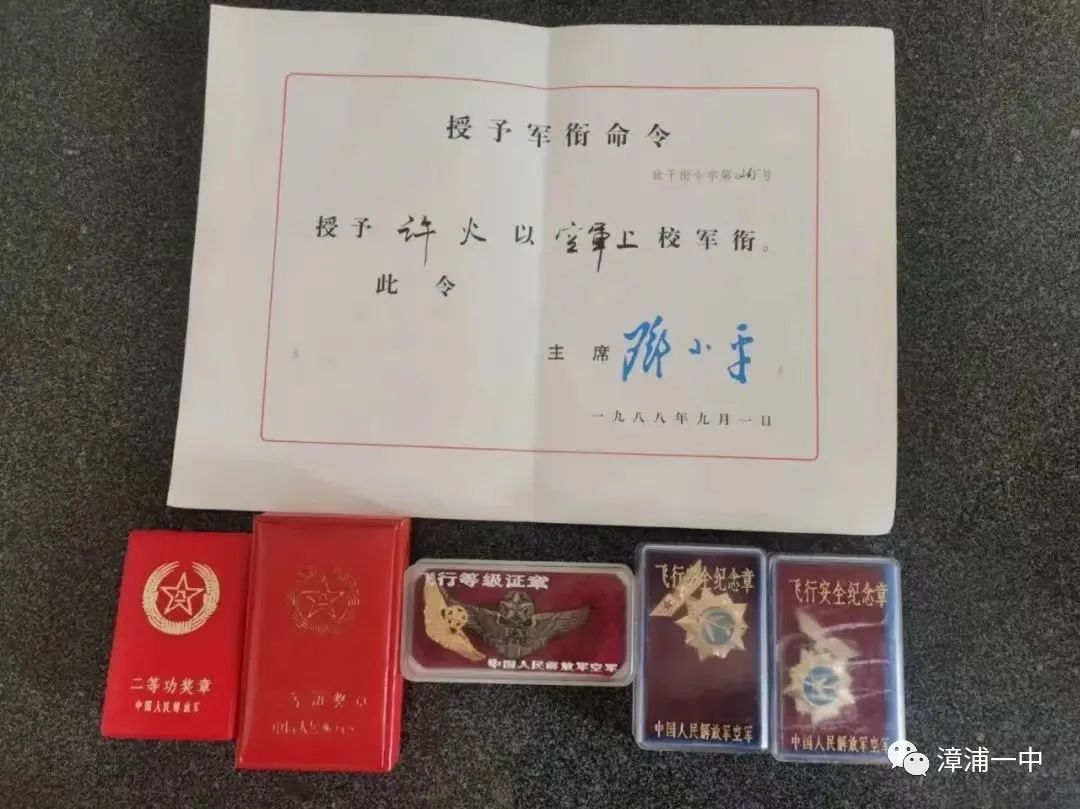 授予军衔命令
授予 许火 以 空军上校军衔。
此令
主席 邓小平
一九八八年九月一日
二等功奖章
中国人民解放军
功奖章
飞行等级证章
中国人民解放军空军
飞行安全纪念章
中国人民解放军空军
飞行安全纪念章
中国人民解放军空军
漳浦一中